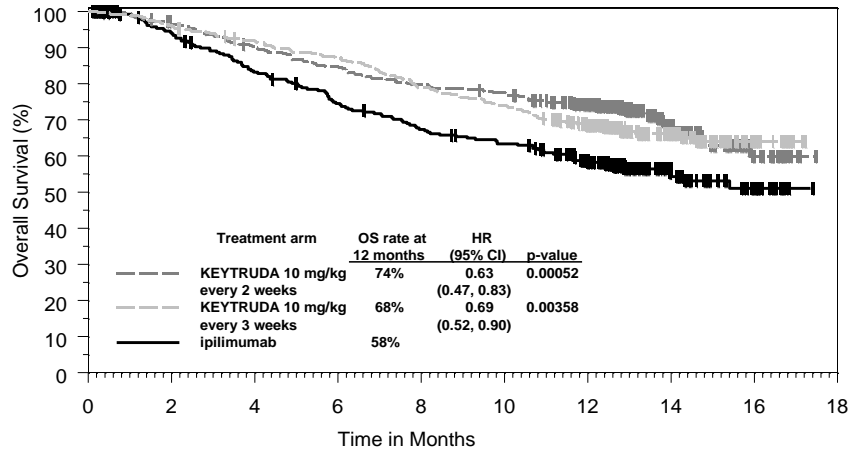 Overall Survival (%)
100
90
80
70
60
50
40
30
20
10
0
Treatment arm OS rate at HR
12 months (95% CI) p-value
KEYTRUDA 10 mg/kg 74% 0.63 0.00052
every 2 weeks (0.47, 0.83)
KEYTRUDA 10 mg/kg 68% 0.69 0.00358
every 3 weeks (0.52, 0.90)
ipilimumab 58%
0 2 4 6 8 10 12 14 16 18
Time in Months